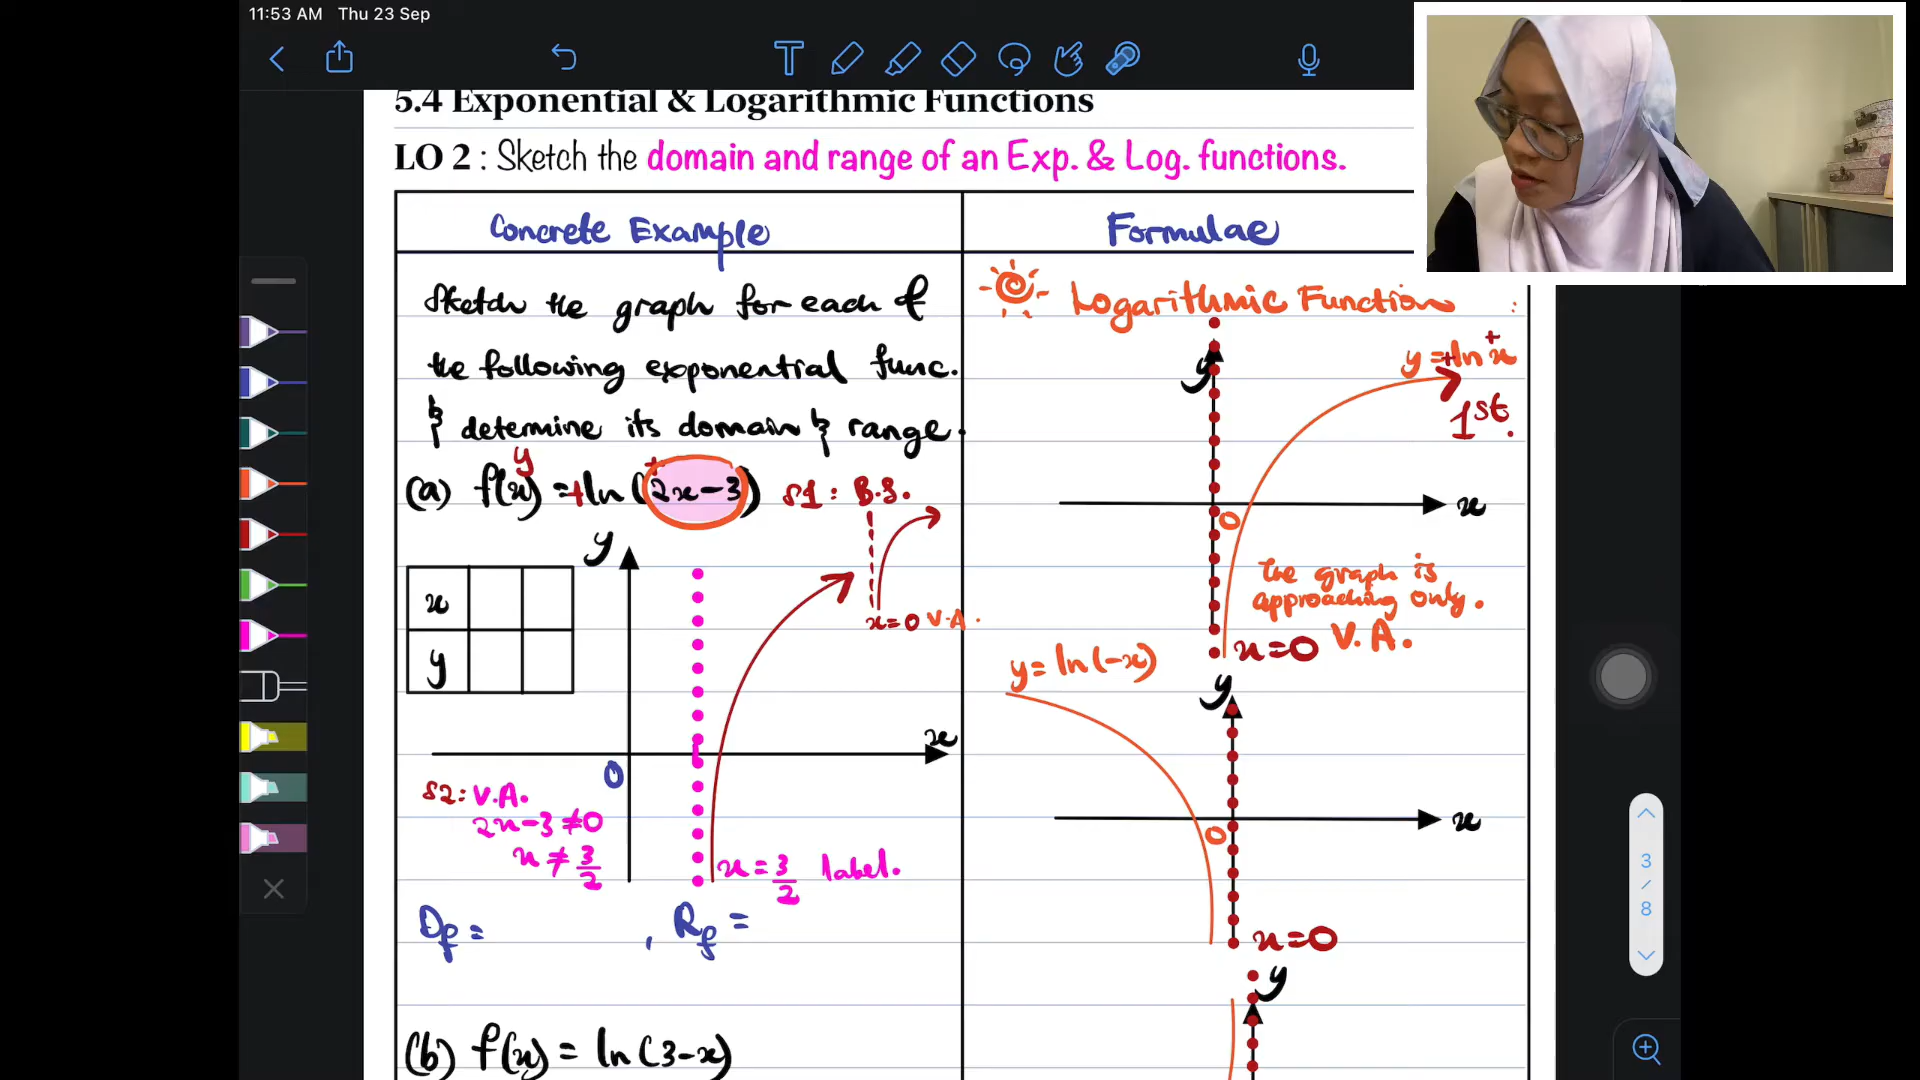 11:53 AM Thu 23 Sep
5.4 Exponential & Logarithmic Functions
LO 2 : Sketch the domain and range of an Exp. & Log. functions.
Concrete Example
Sketch the graph for each of
the following exponential func.
& determine its domain & range.
y
(a) f(x) = + ln (2x-3)
+
S1 : B.S.
x=0 V.A.
y
x
y
x
0
S2: V.A.
2x-3 ≠0
x ≠ 3/2
x = 3/2 label.
Df = , Rf =
(b) f(x) = ln(3-x)
Formulae
Logarithmic Function :
y
y = + ln x
+
1st.
x
0
The graph is
approaching only.
x=0 V.A.
y= ln(-x)
y
x
0
x=0
y
3
/
8